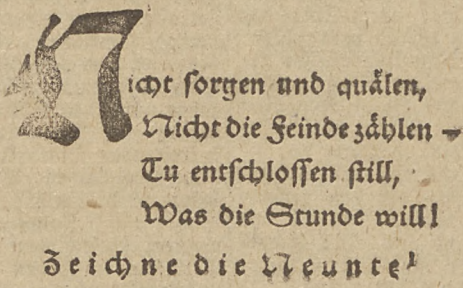 Nicht sorgen und quälen,
Nicht die Feinde zählen –
Tu entschlossen still,
Was die Stunde will!
Zeichne die Neunte!